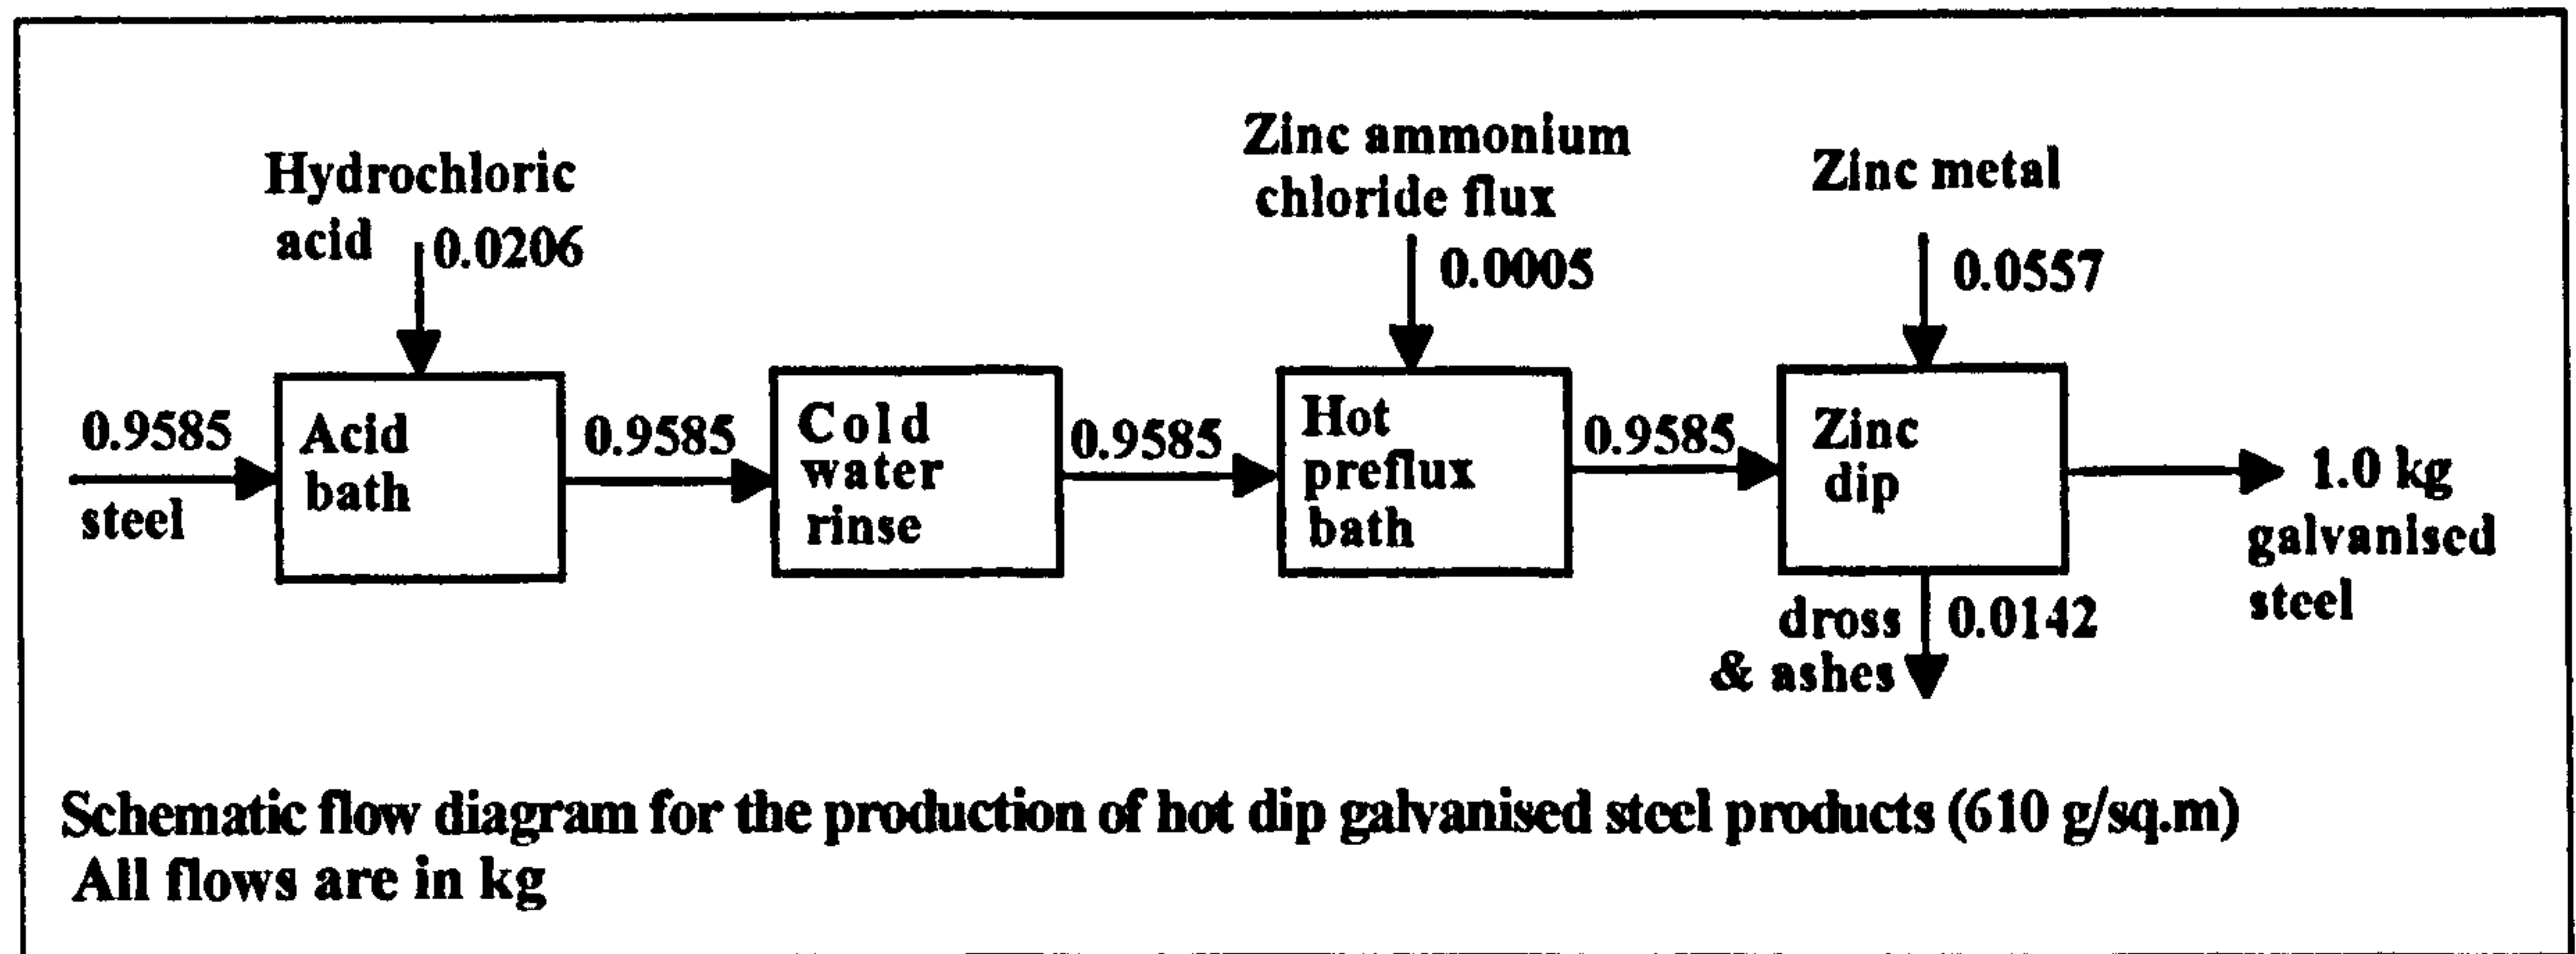 Hydrochloric
acid
0.0206
Zinc ammonium
chloride flux
0.0005
Zinc metal
0.0557
0.9585
steel
Acid
bath
0.9585
Cold
water
rinse
0.9585
Hot
preflux
bath
0.9585
Zinc
dip
1.0 kg
galvanised
steel
dross
& ashes
0.0142
Schematic flow diagram for the production of hot dip galvanised steel products (610 g/sq.m)
All flows are in kg